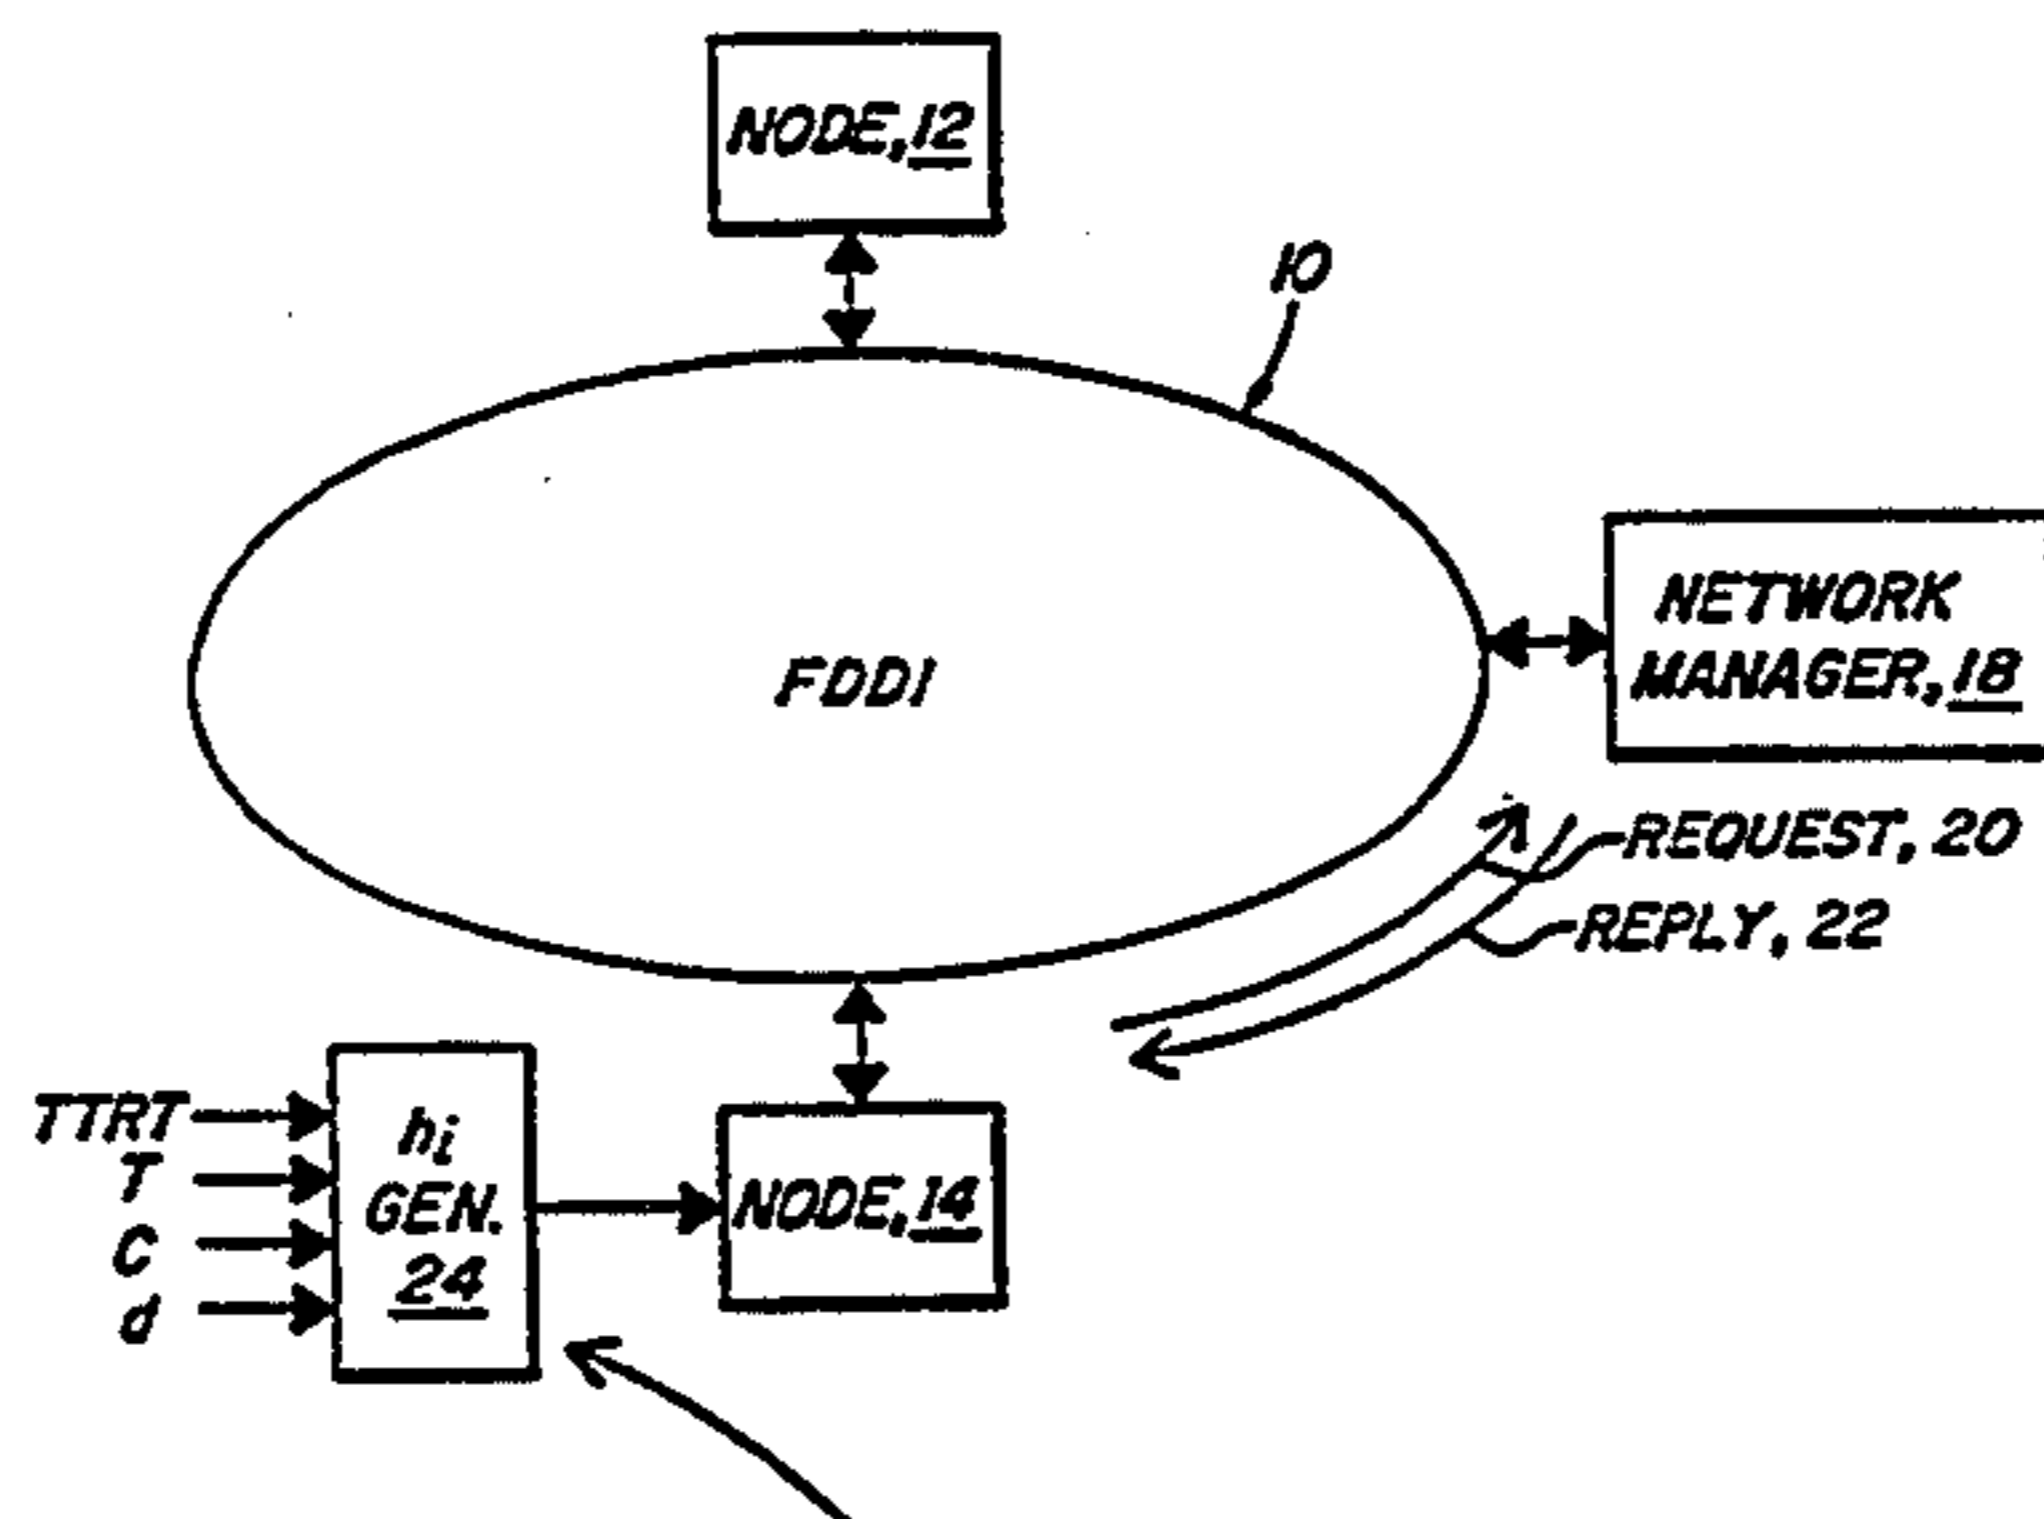 NODE, 12
10
FDDI
NETWORK
MANAGER, 18
REQUEST, 20
REPLY, 22
TTRT
T
C
d
hi
GEN.
24
NODE, 14